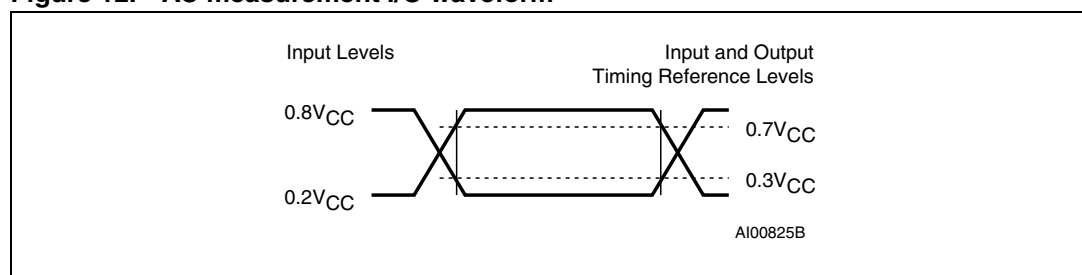 Figure 12. AC measurement I/O waveform
Input Levels
Input and Output
Timing Reference Levels
0.8VCC
0.7VCC
0.3VCC
0.2VCC
AI00825B